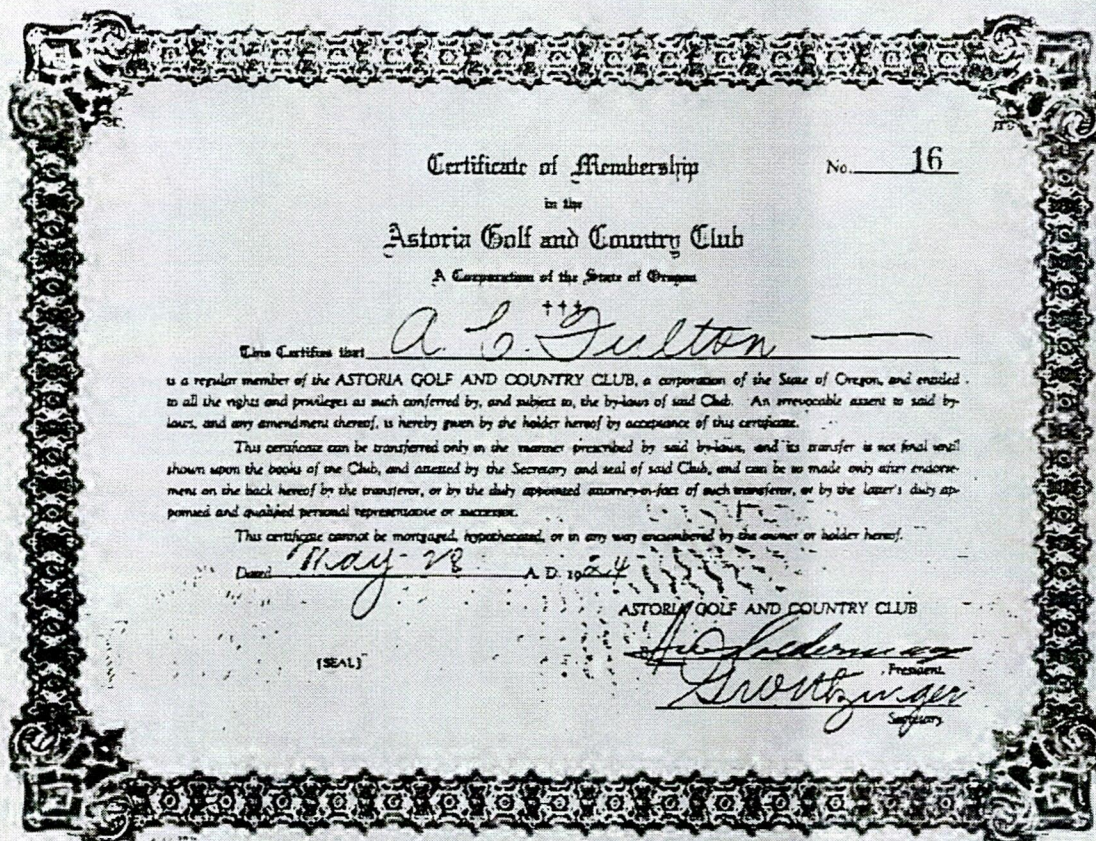 Certificate of Membership
No. 16
in the
Astoria Golf and Country Club
A Corporation of the State of Oregon
This Certifies that A. C. Fulton
is a regular member of the ASTORIA GOLF AND COUNTRY CLUB, a corporation of the State of Oregon, and entitled
to all the rights and privileges as such conferred by, and subject to, the by-laws of said Club. An irrevocable assent to said by-
laws, and any amendment thereof, is hereby given by the holder hereof by acceptance of this certificate.
This certificate can be transferred only in the manner prescribed by said by-laws, and its transfer is not final until
shown upon the books of the Club, and attested by the Secretary and seal of said Club, and can be so made only after endorse-
ment on the back hereof by the transferor, or by the duly appointed attorney-in-fact of such transferor, or by the latter's duly ap-
pointed and qualified personal representative or successor.
This certificate cannot be mortgaged, hypothecated, or in any way encumbered by the owner or holder hereof.
Dated May 28 A. D. 1924
ASTORIA GOLF AND COUNTRY CLUB
[SEAL]
President.
Secretary.